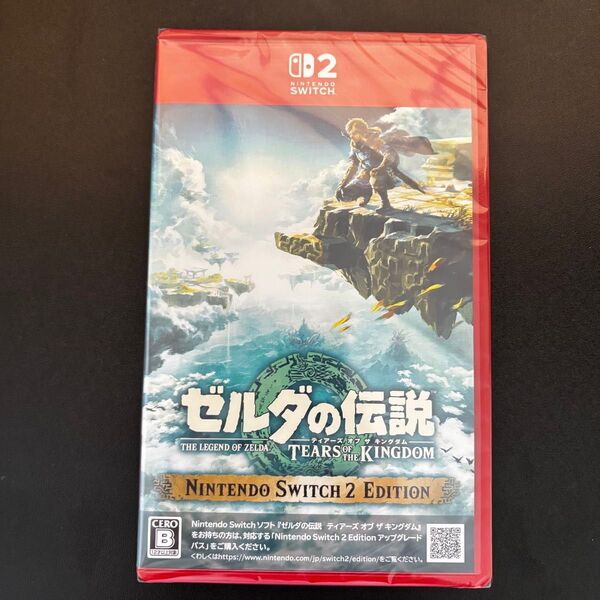 2
NINTENDO
SWITCH
ゼルダの伝説
ティアーズ オブ ザ キングダム
THE LEGEND OF ZELDA TEARS OF THE KINGDOM
NINTENDO SWITCH 2 EDITION
CERO
B
Nintendo Switchソフト『ゼルダの伝説 ティアーズ オブ ザ キングダム』
をお持ちの方は、対応する「Nintendo Switch 2 Edition アップグレード
パス」をご購入ください。
くわしくはhttps://www.nintendo.com/jp/switch2/edition/をご覧ください。